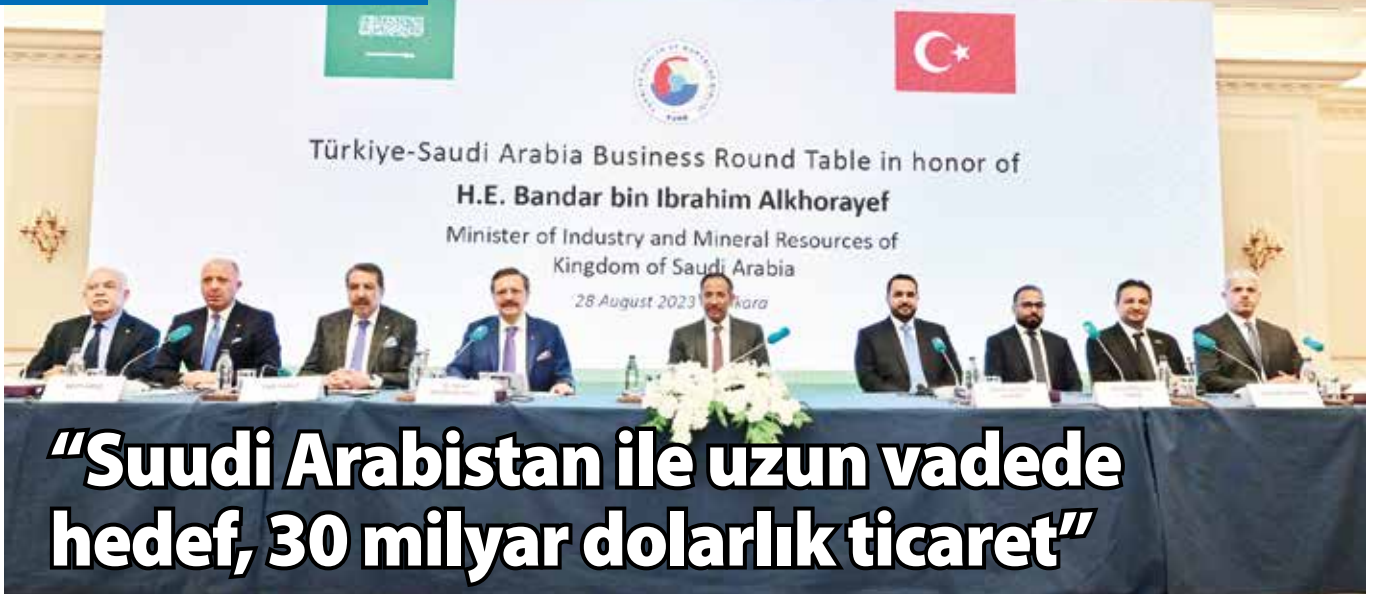 Türkiye-Saudi Arabia Business Round Table in honor of
H.E. Bandar bin Ibrahim Alkhorayef
Minister of Industry and Mineral Resources of
Kingdom of Saudi Arabia
28 August 2023
“Suudi Arabistan ile uzun vadede
hedef, 30 milyar dolarlık ticaret”